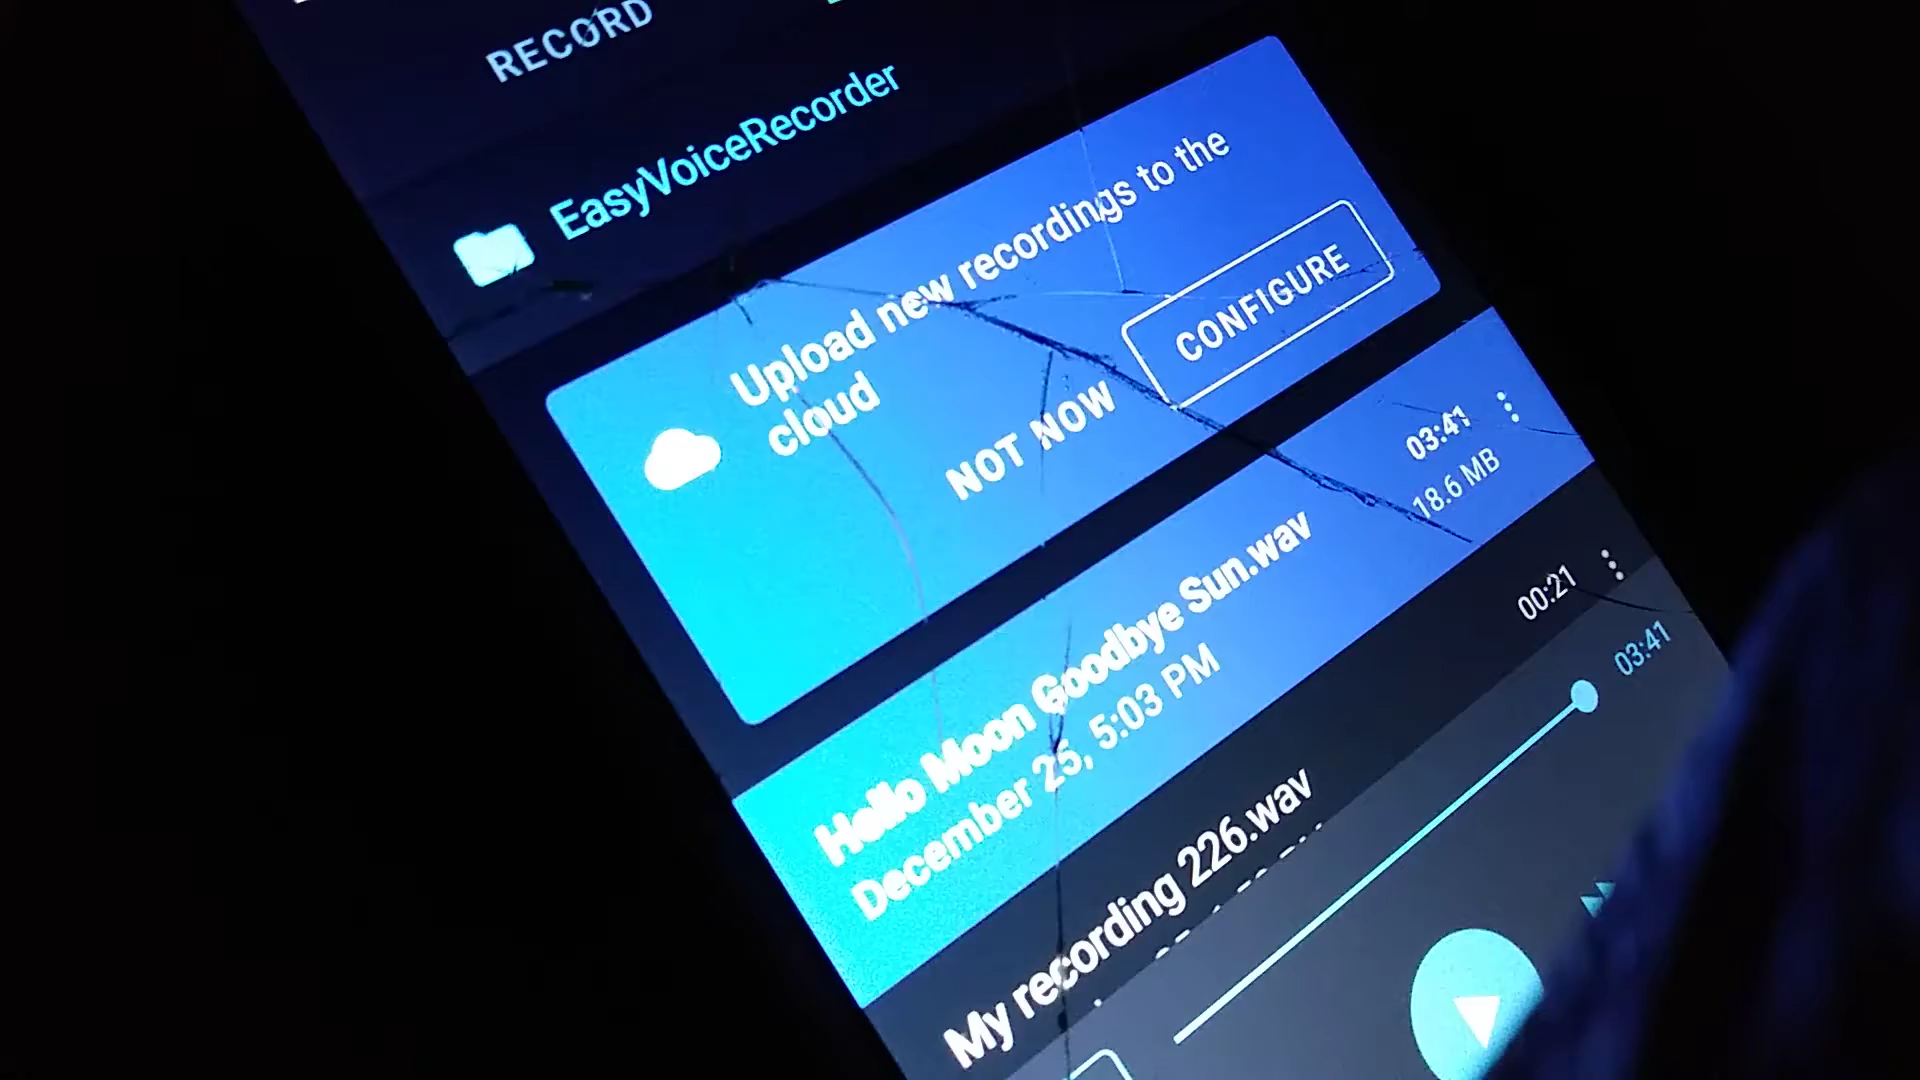 RECORD
EasyVoiceRecorder
Upload new recordings to the
cloud
NOT NOW
CONFIGURE
Hello Moon Goodbye Sun.wav
03:41
December 25, 5:03 PM
18.6 MB
My recording 226.wav
00:21
03:41